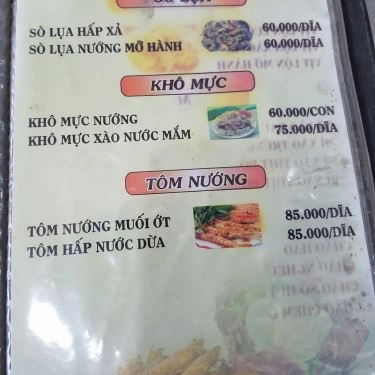 SÒ LỤA
SÒ LỤA HẤP XẢ 60.000/DĨA
SÒ LỤA NƯỚNG MỠ HÀNH 60.000/DĨA
KHÔ MỰC
KHÔ MỰC NƯỚNG 60.000/CON
KHÔ MỰC XÀO NƯỚC MẮM 75.000/DĨA
TÔM NƯỚNG
TÔM NƯỚNG MUỐI ỚT 85.000/DĨA
TÔM HẤP NƯỚC DỪA 85.000/DĨA